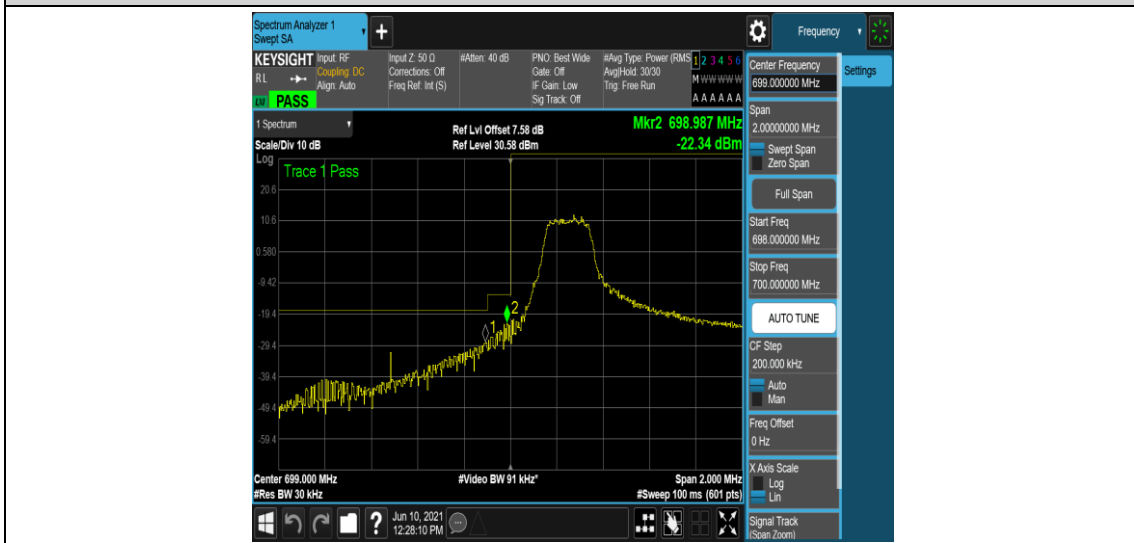 Spectrum Analyzer 1
Swept SA
Frequency
KEYSIGHT
Input: RF
Input Z: 50 Ω
#Atten: 40 dB
PNO: Best Wide
#Avg Type: Power (RMS
1 2 3 4 5 6
RL
Coupling: DC
Corrections: Off
Gate: Off
Avg|Hold: 30/30
M W W W W W
Align: Auto
Freq Ref: Int (S)
IF Gain: Low
Trig: Free Run
Sig Track: Off
A A A A A A
LXI
PASS
Center Frequency
699.000000 MHz
Settings
1 Spectrum
Ref Lvl Offset 7.58 dB
Mkr2 698.987 MHz
Scale/Div 10 dB
Ref Level 30.58 dBm
-22.34 dBm
Log
Trace 1 Pass
20.6
10.6
0.580
-9.42
-19.4
-29.4
-39.4
-49.4
-59.4
1
2
Center 699.000 MHz
#Video BW 91 kHz*
Span 2.000 MHz
#Res BW 30 kHz
#Sweep 100 ms (601 pts)
Span
2.00000000 MHz
Swept Span
Zero Span
Full Span
Start Freq
698.000000 MHz
Stop Freq
700.000000 MHz
AUTO TUNE
CF Step
200.000 kHz
Auto
Man
Freq Offset
0 Hz
X Axis Scale
Log
Lin
Signal Track
(Span Zoom)
?
Jun 10, 2021
12:28:10 PM